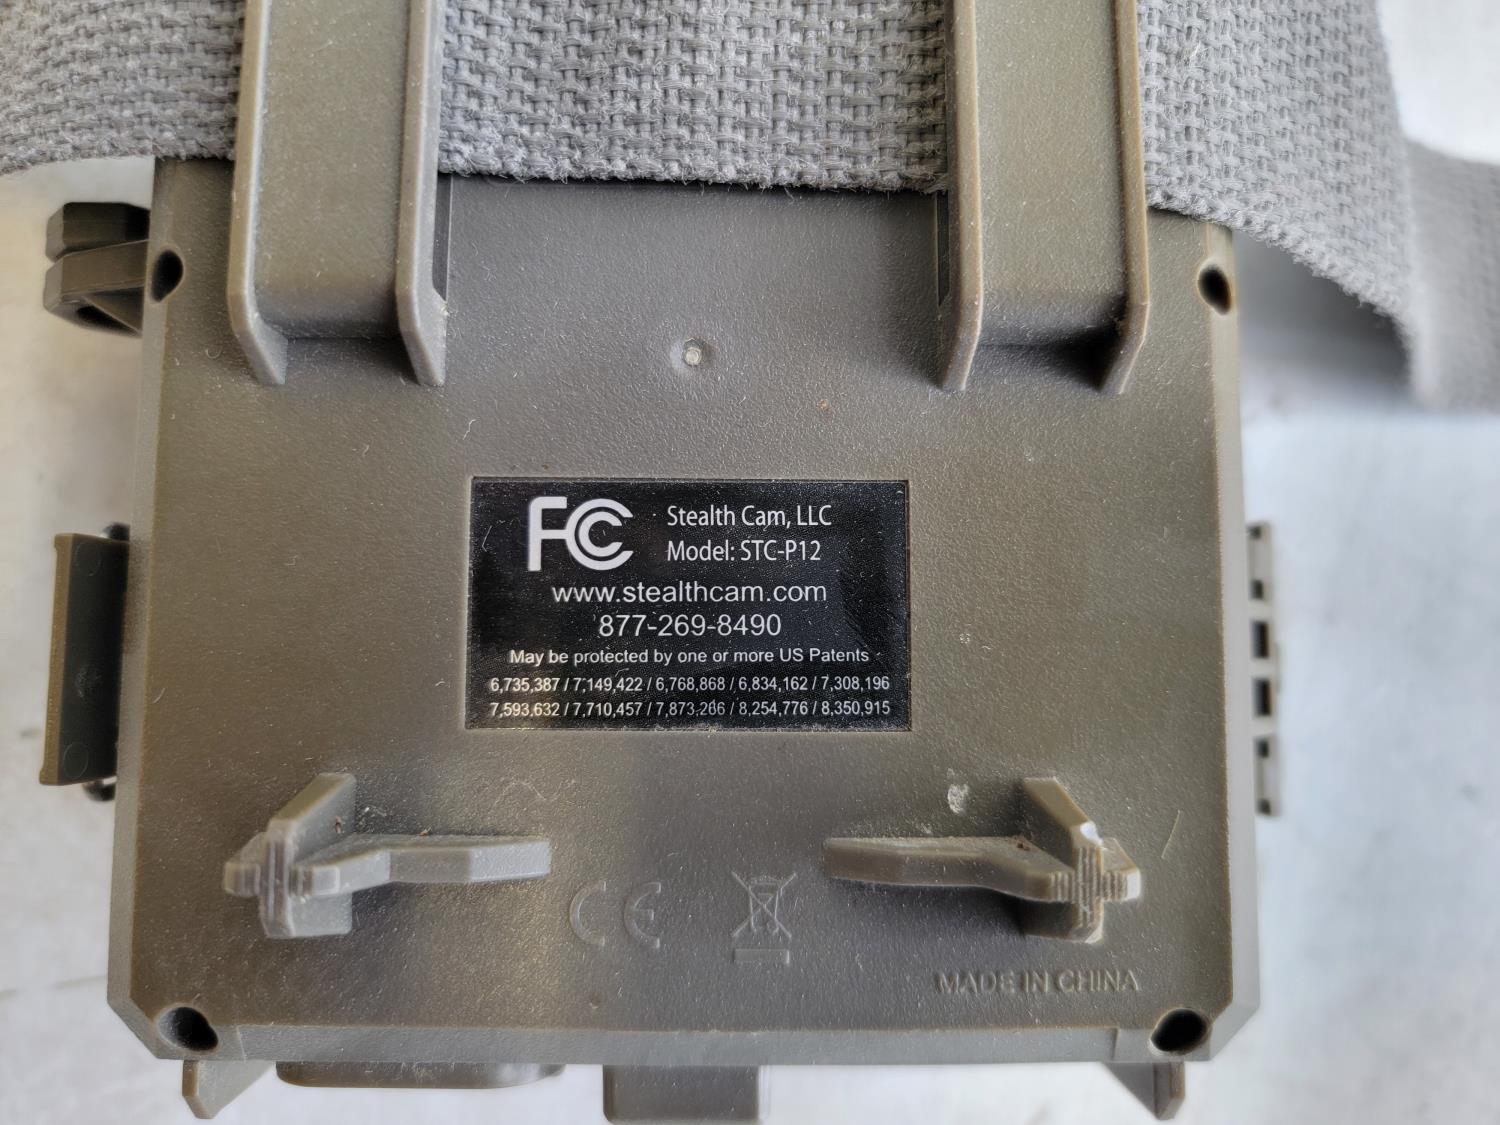 FC Stealth Cam, LLC
Model: STC-P12
www.stealthcam.com
877-269-8490
May be protected by one or more US Patents
6,735,387 / 7,149,422 / 6,768,868 / 6,834,162 / 7,308,196
7,593,632 / 7,710,457 / 7,873,266 / 8,254,776 / 8,350,915
CE
MADE IN CHINA